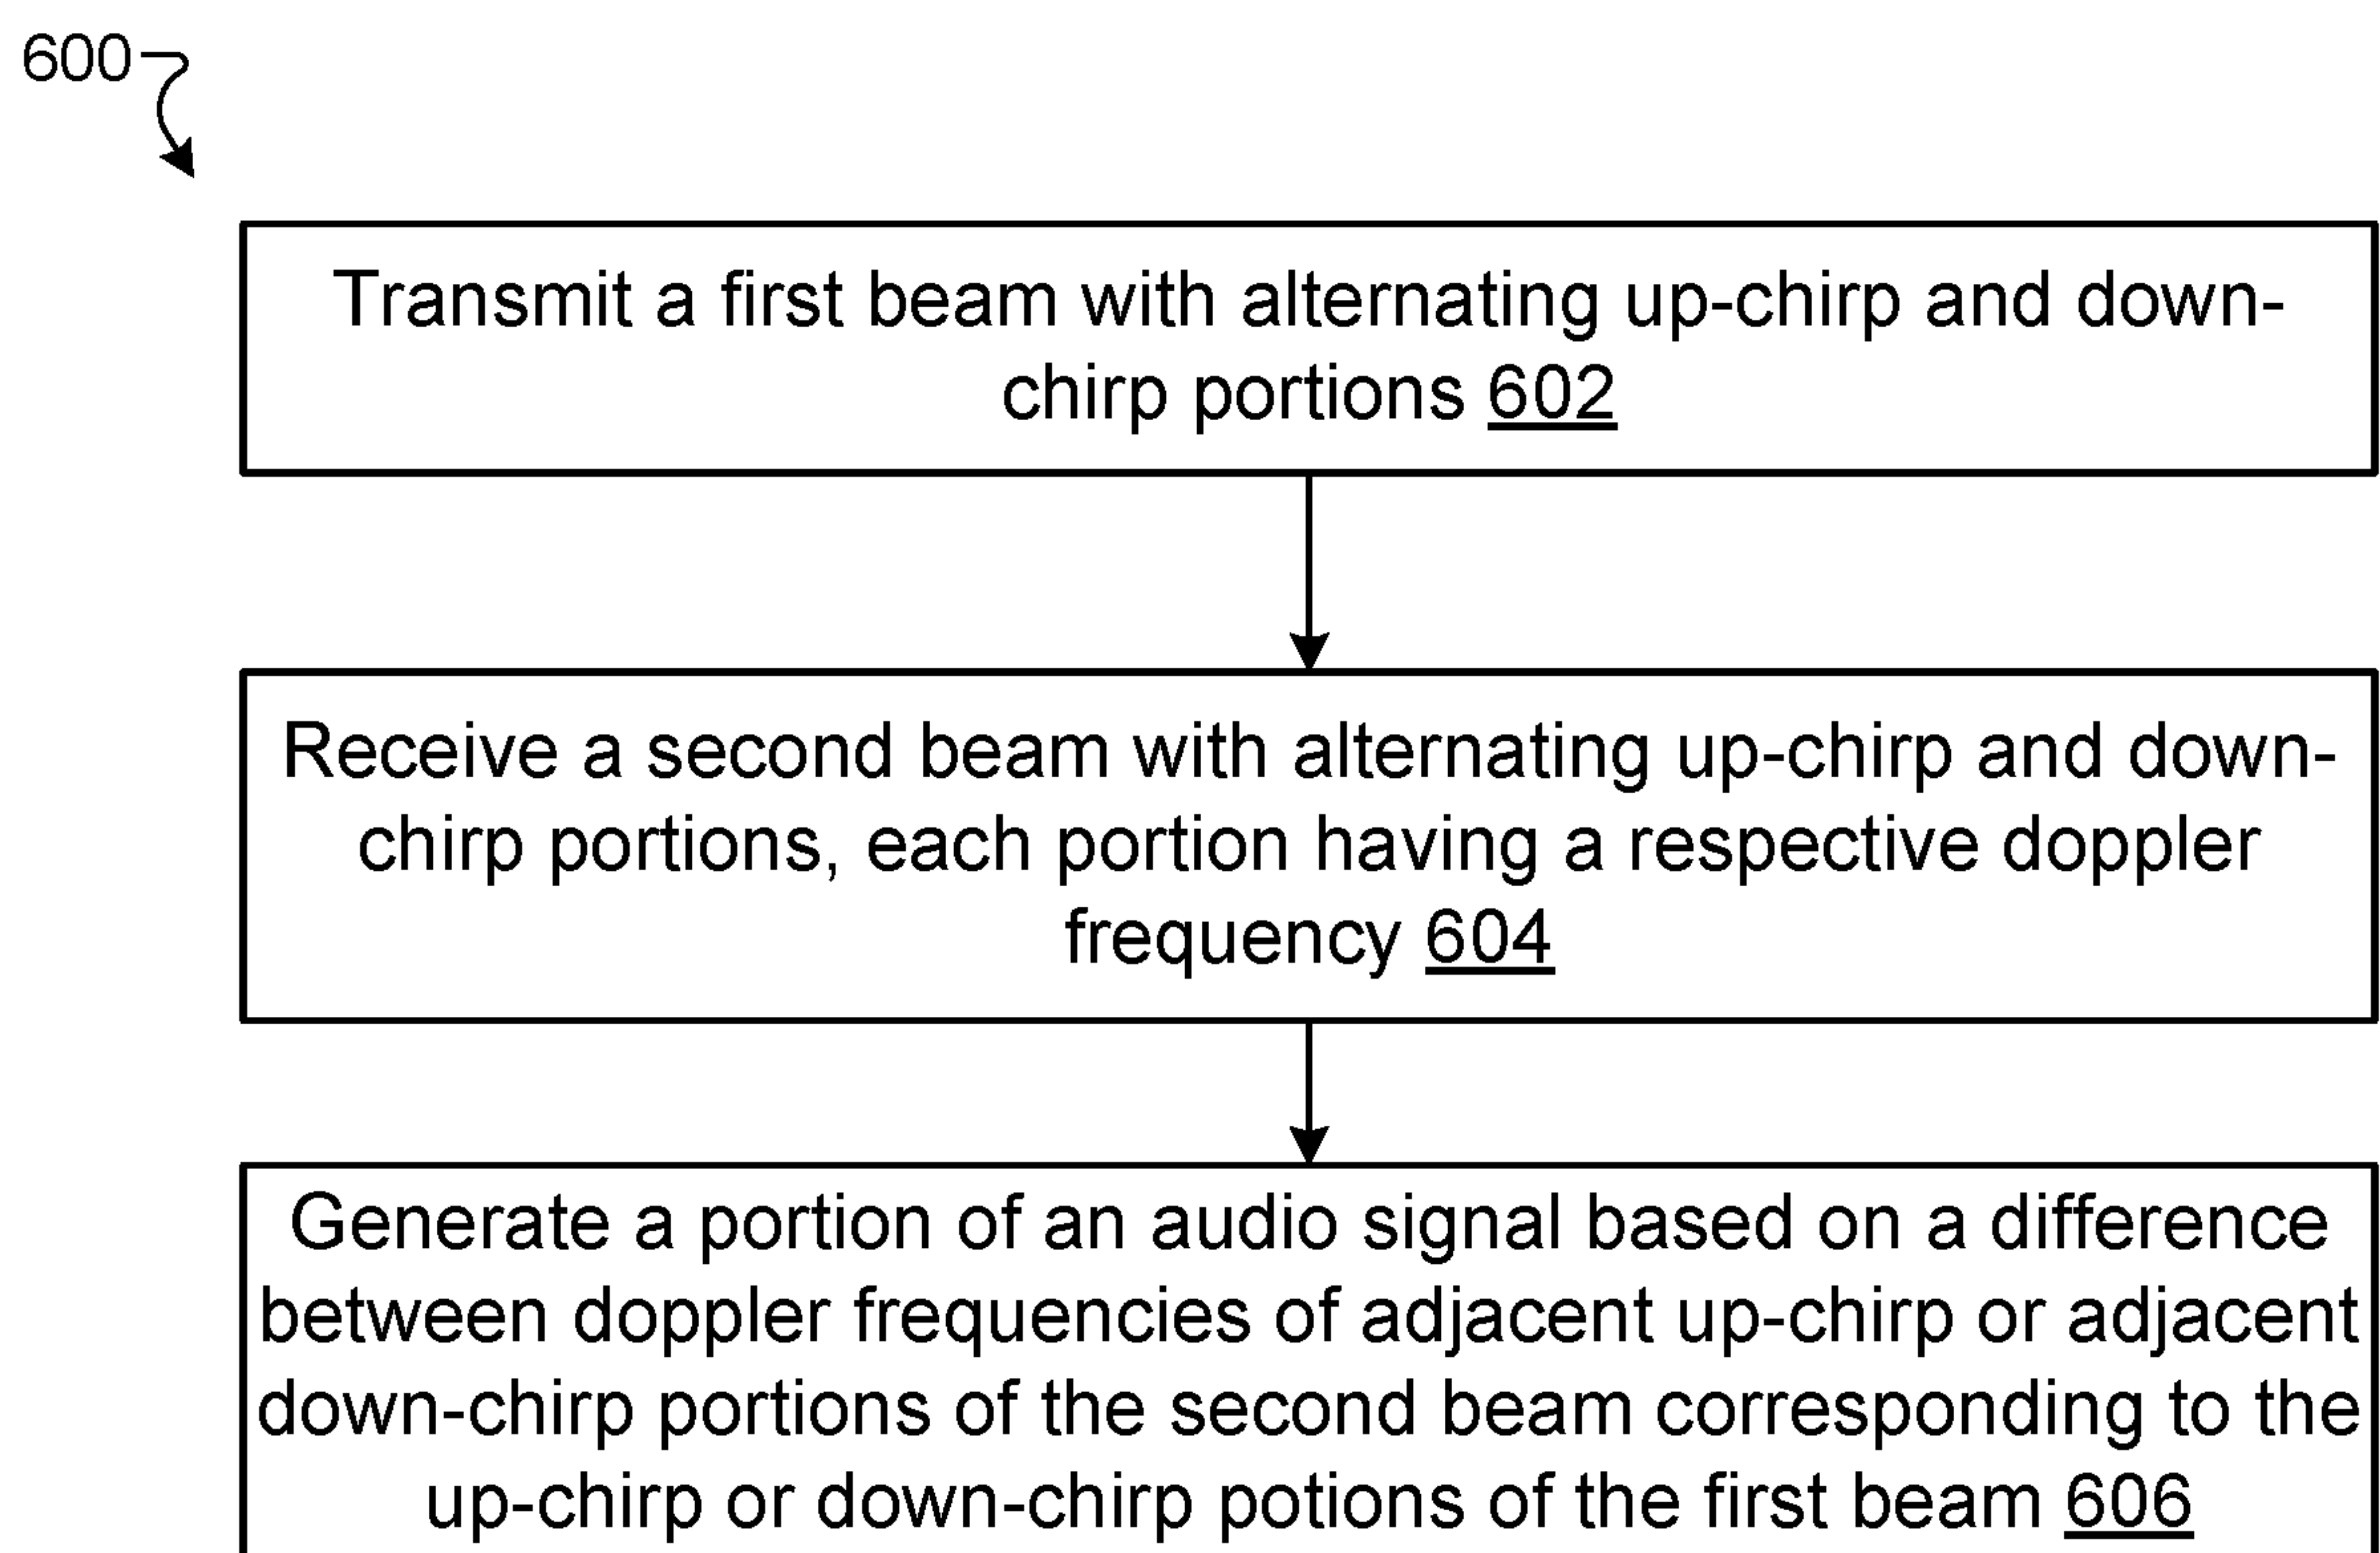 600
Transmit a first beam with alternating up-chirp and down-
chirp portions 602
Receive a second beam with alternating up-chirp and down-
chirp portions, each portion having a respective doppler
frequency 604
Generate a portion of an audio signal based on a difference
between doppler frequencies of adjacent up-chirp or adjacent
down-chirp portions of the second beam corresponding to the
up-chirp or down-chirp potions of the first beam 606